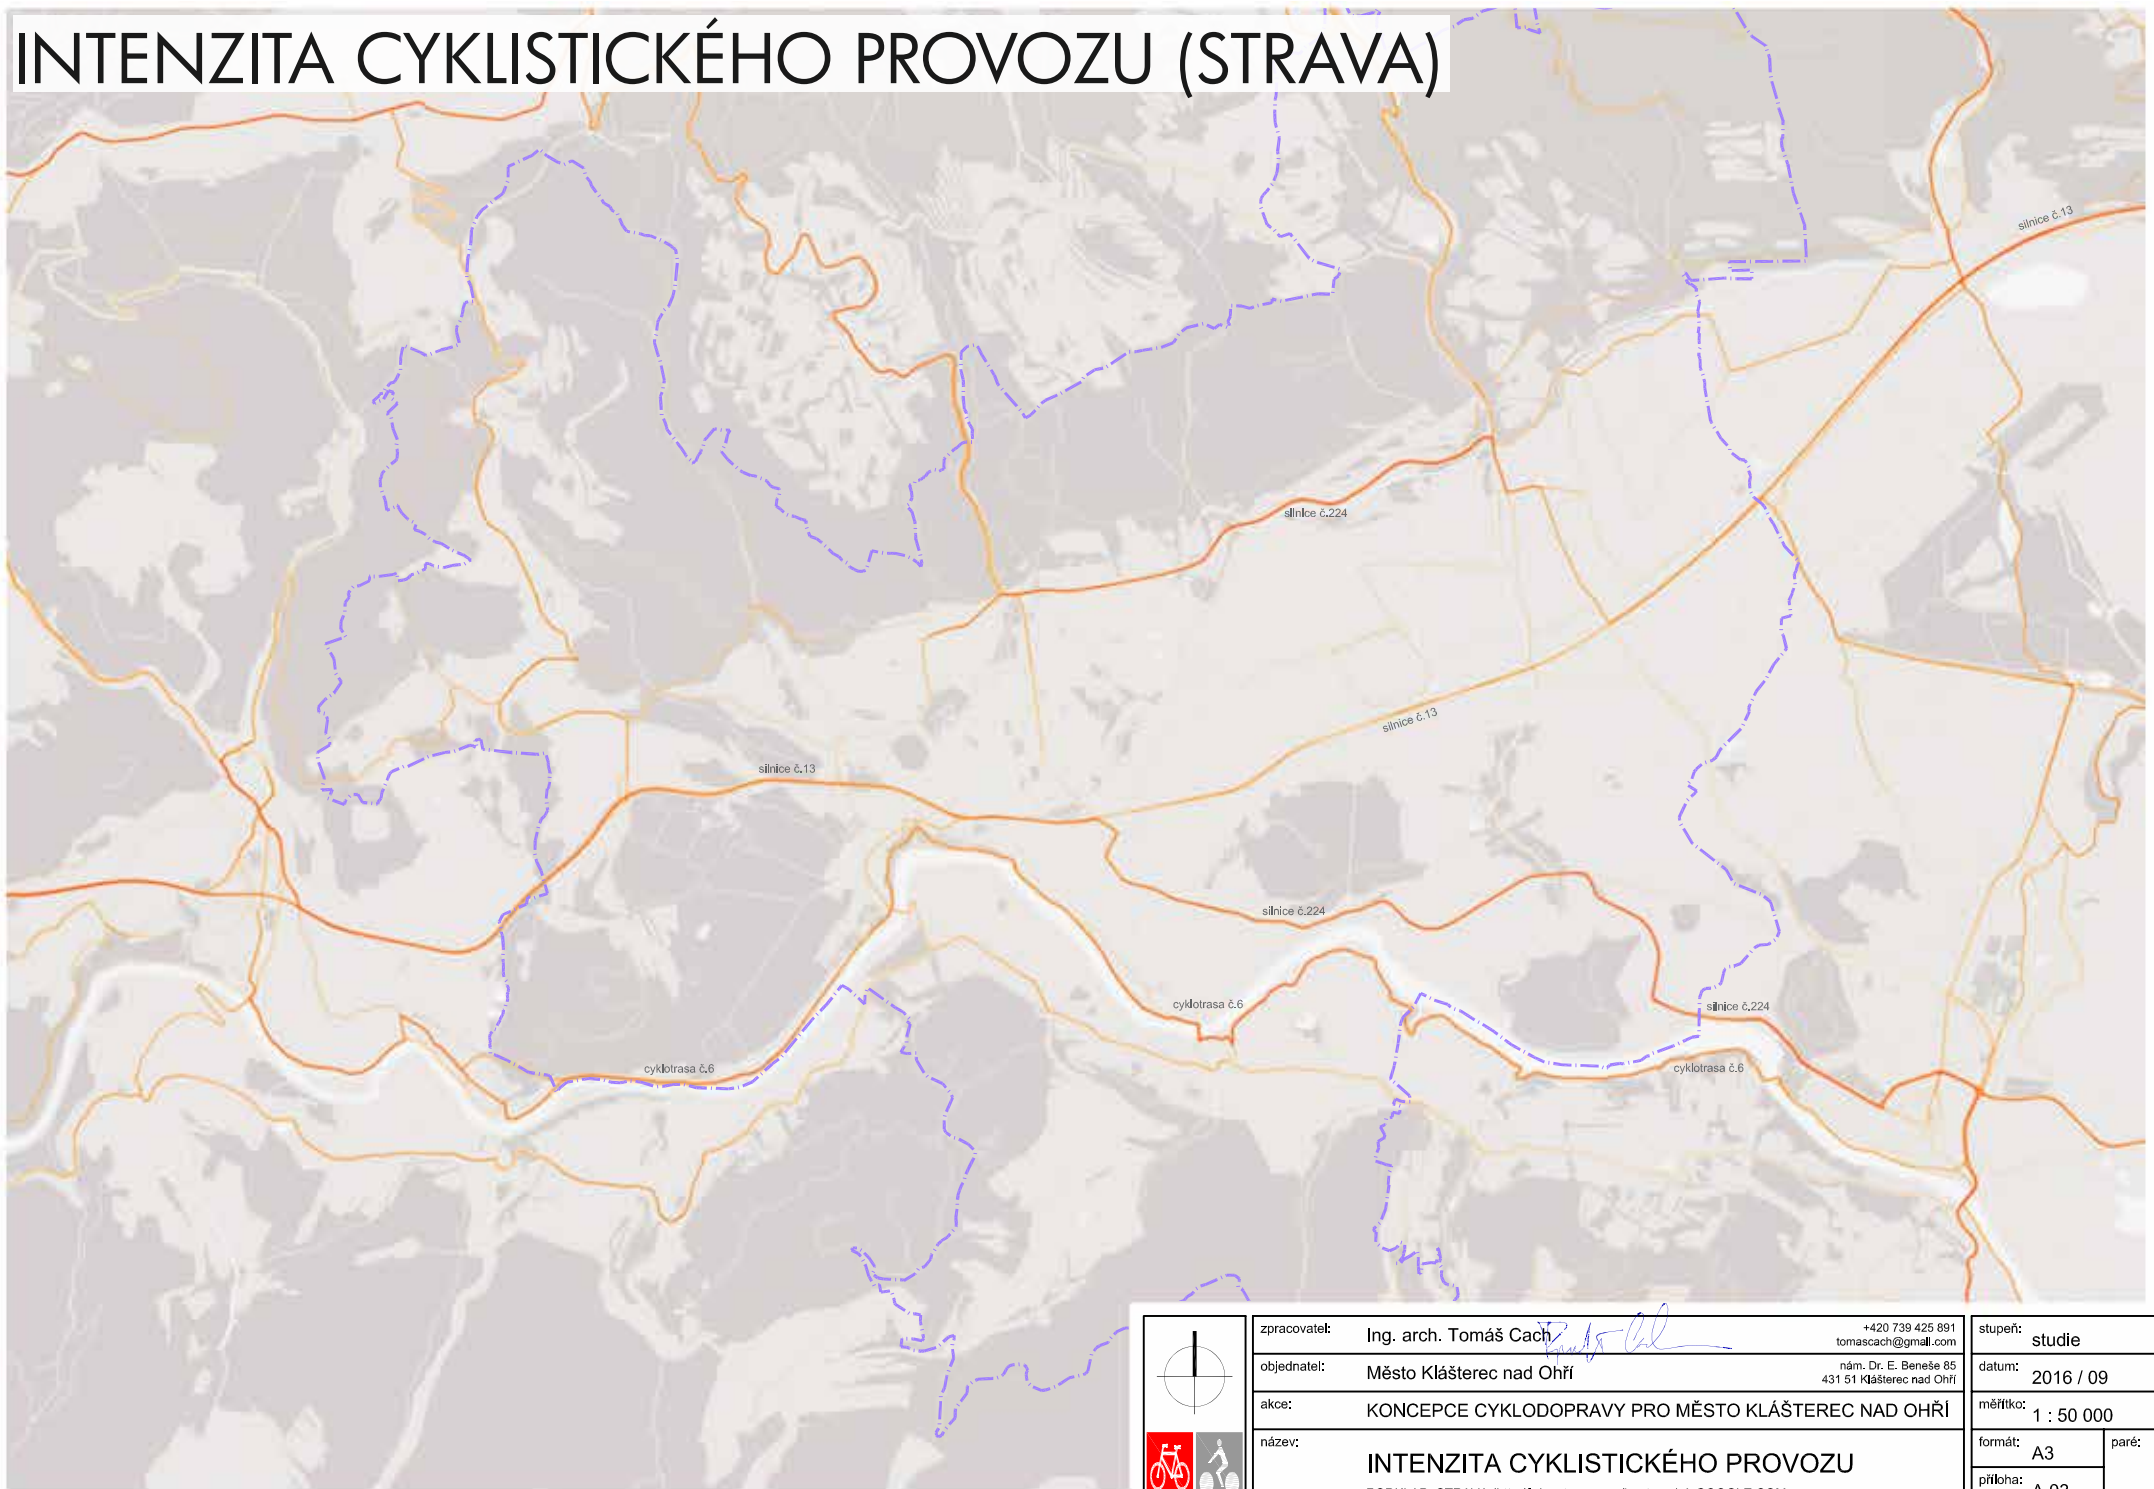 INTENZITA CYKLISTICKÉHO PROVOZU (STRAVA)
silnice č.13
silnice č.224
silnice č.13
silnice č.13
silnice č.224
cyklotrasa č.6
silnice č.224
cyklotrasa č.6
cyklotrasa č.6
zpracovatel: Ing. arch. Tomáš Cach +420 739 425 891
tomascach@gmail.com
objednatel: Město Klášterec nad Ohří nám. Dr. E. Beneše 85
431 51 Klášterec nad Ohří
akce: KONCEPCE CYKLODOPRAVY PRO MĚSTO KLÁŠTEREC NAD OHŘÍ
název: INTENZITA CYKLISTICKÉHO PROVOZU
stupeň: studie
datum: 2016 / 09
měřítko: 1 : 50 000
formát: A3
paré:
příloha: